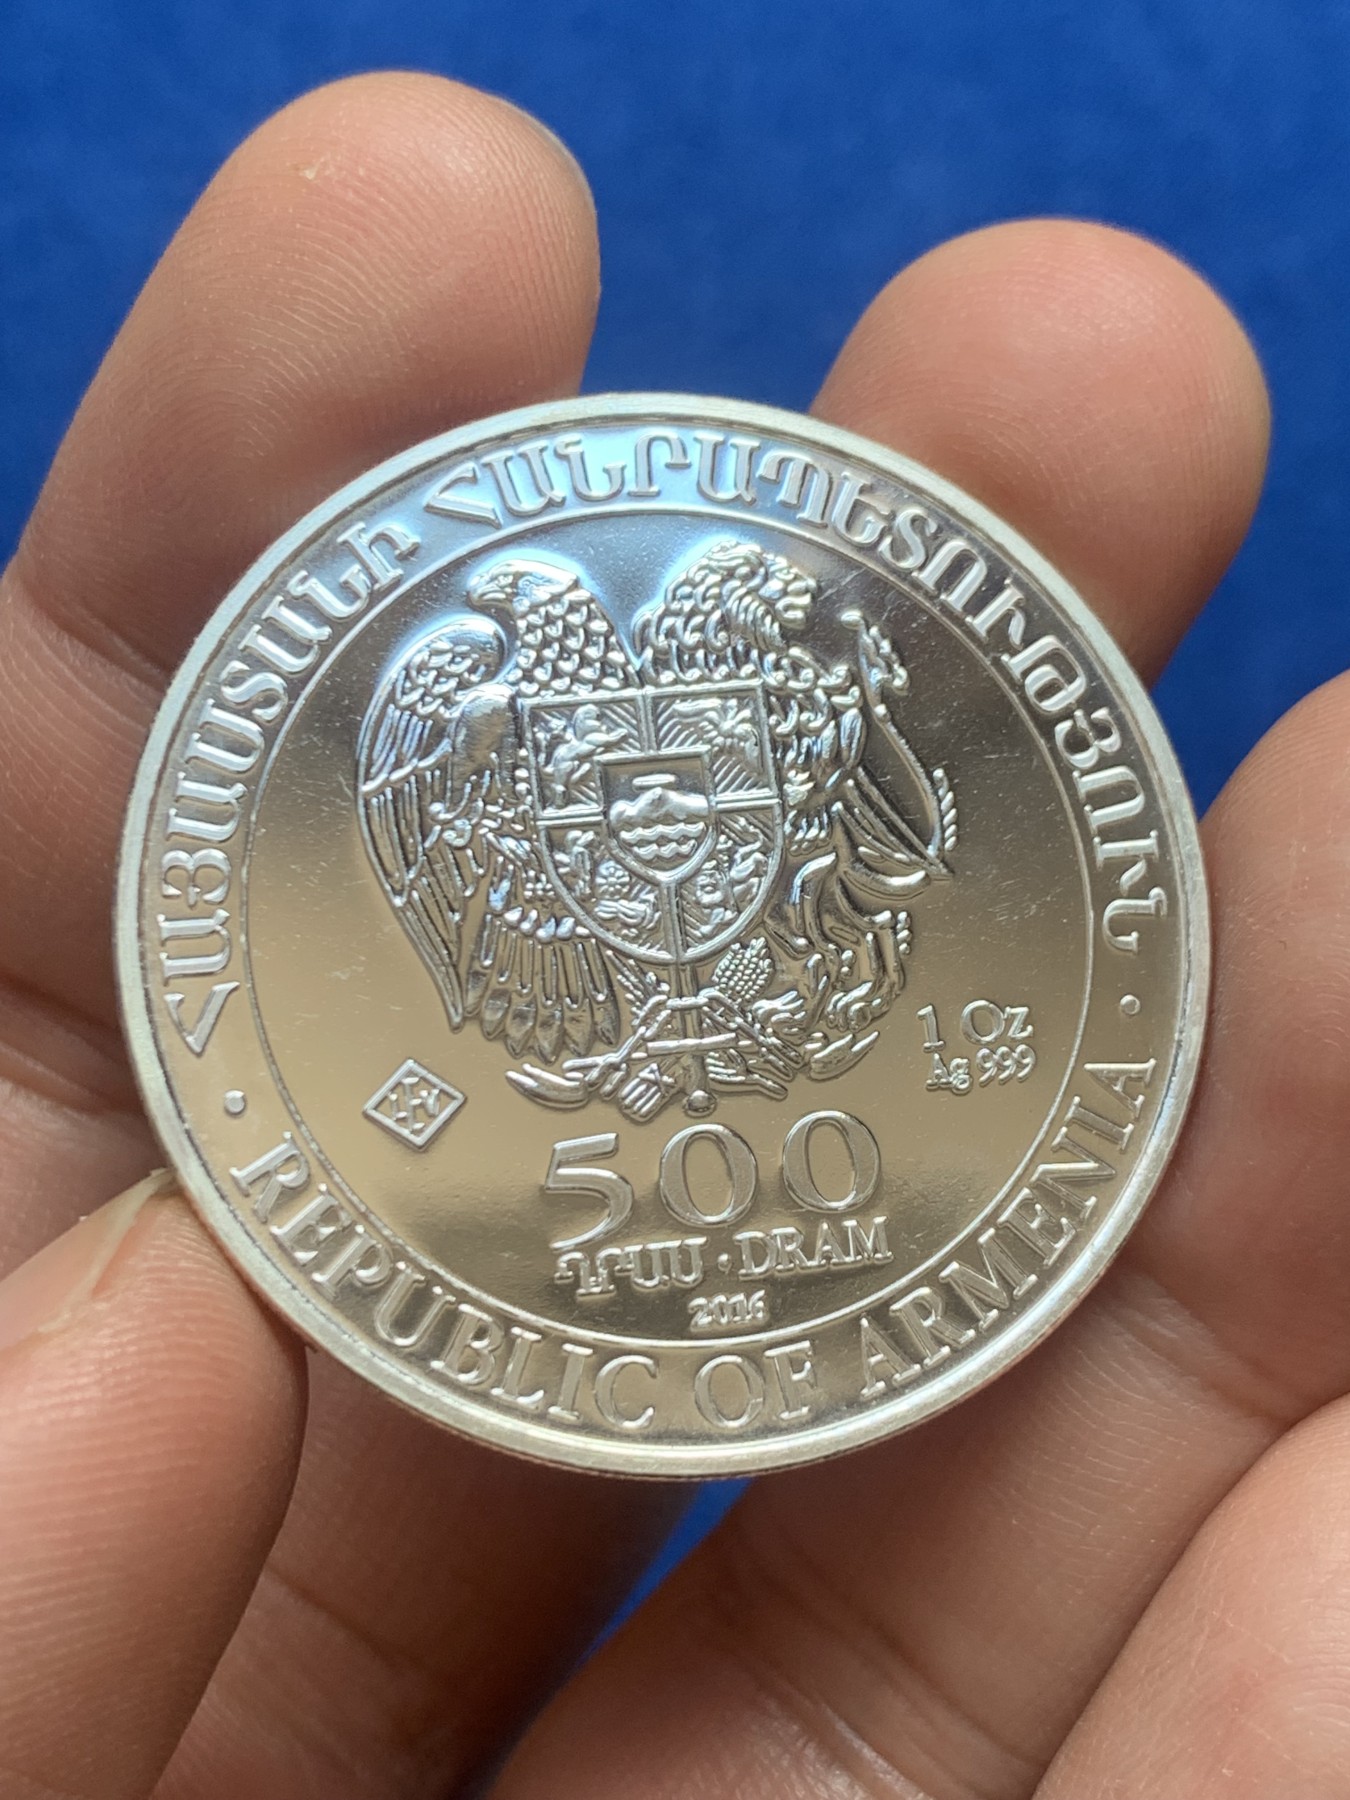 ՀԱՅԱՍՏԱՆԻ ՀԱՆՐԱՊԵՏՈՒԹՅՈՒՆ
1 Oz
Ag 999
500
ԴՐԱՄ · DRAM
2016
· REPUBLIC OF ARMENIA ·